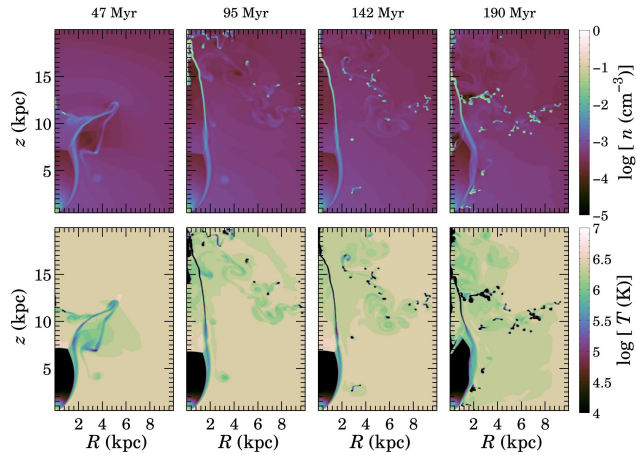 47 Myr 95 Myr 142 Myr 190 Myr
0
15 −1
z (kpc) 10 −2
5 −3
−4
−5
log [ n (cm−3)]
7
15 6.5
z (kpc) 10 6
5.5
5 5
4.5
4
log [ T (K)]
2 4 6 8 2 4 6 8 2 4 6 8 2 4 6 8
R (kpc) R (kpc) R (kpc) R (kpc)